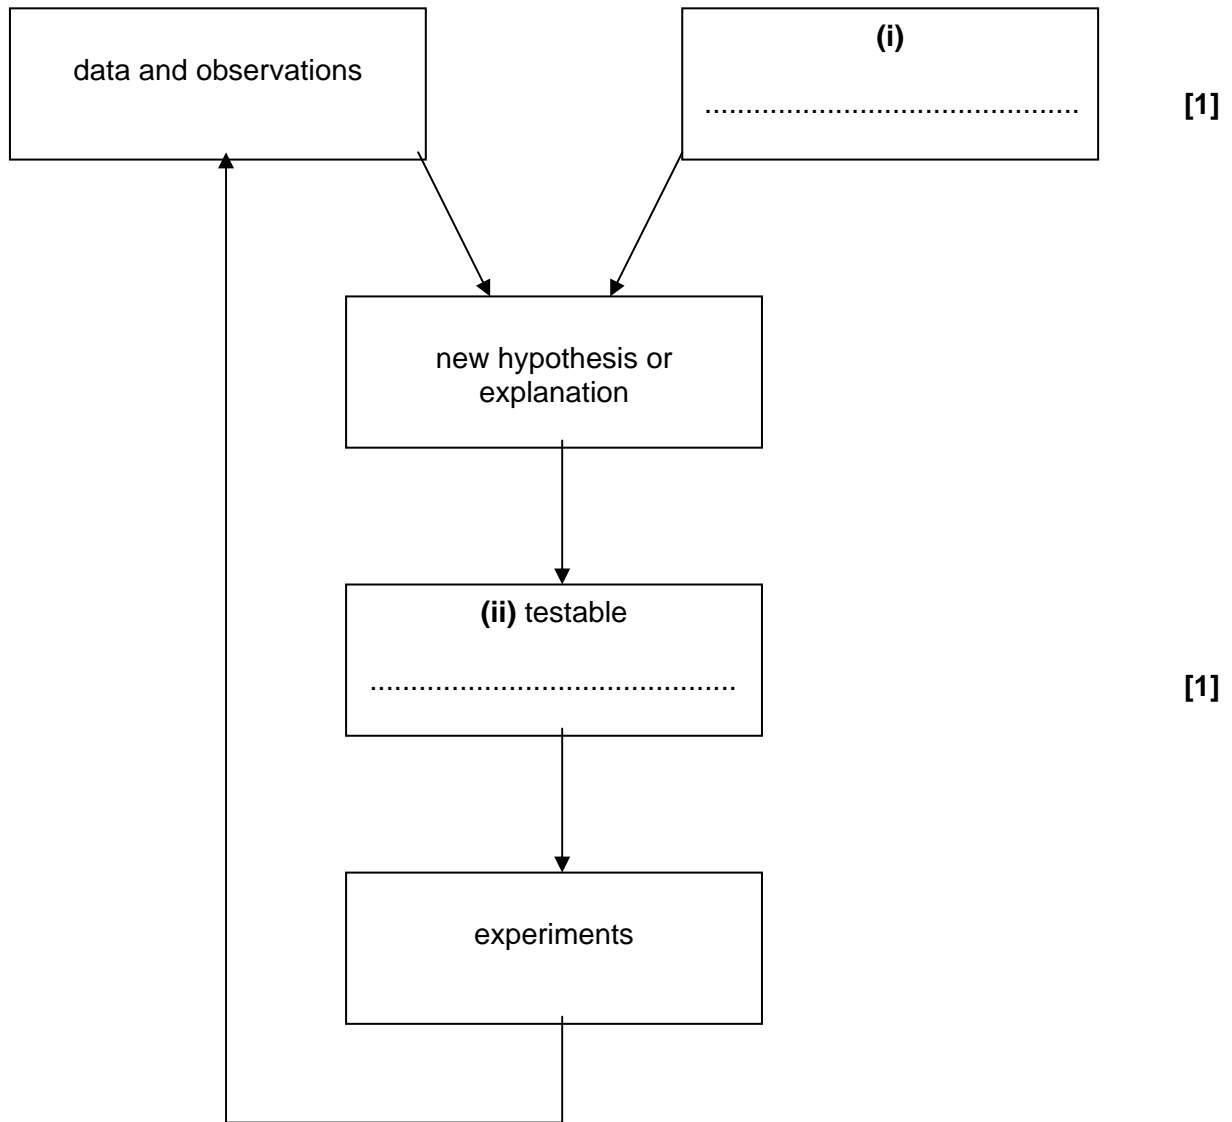 data and observations
(i)
..............................................
[1]
new hypothesis or
explanation
(ii) testable
.............................................
[1]
experiments